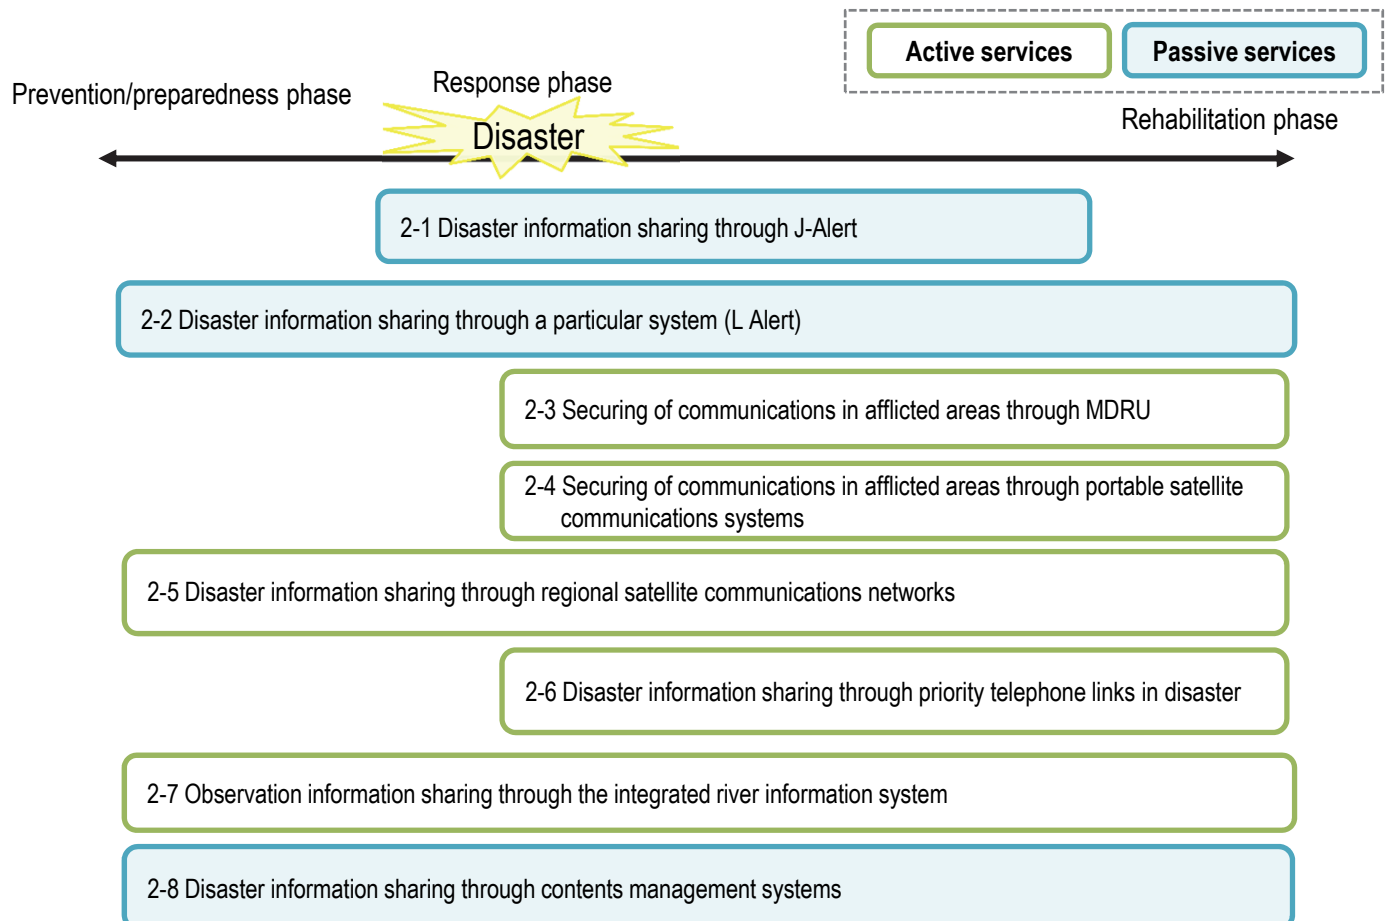 Active services
Passive services
Prevention/preparedness phase
Response phase
Disaster
Rehabilitation phase
2-1 Disaster information sharing through J-Alert
2-2 Disaster information sharing through a particular system (L Alert)
2-3 Securing of communications in afflicted areas through MDRU
2-4 Securing of communications in afflicted areas through portable satellite
communications systems
2-5 Disaster information sharing through regional satellite communications networks
2-6 Disaster information sharing through priority telephone links in disaster
2-7 Observation information sharing through the integrated river information system
2-8 Disaster information sharing through contents management systems